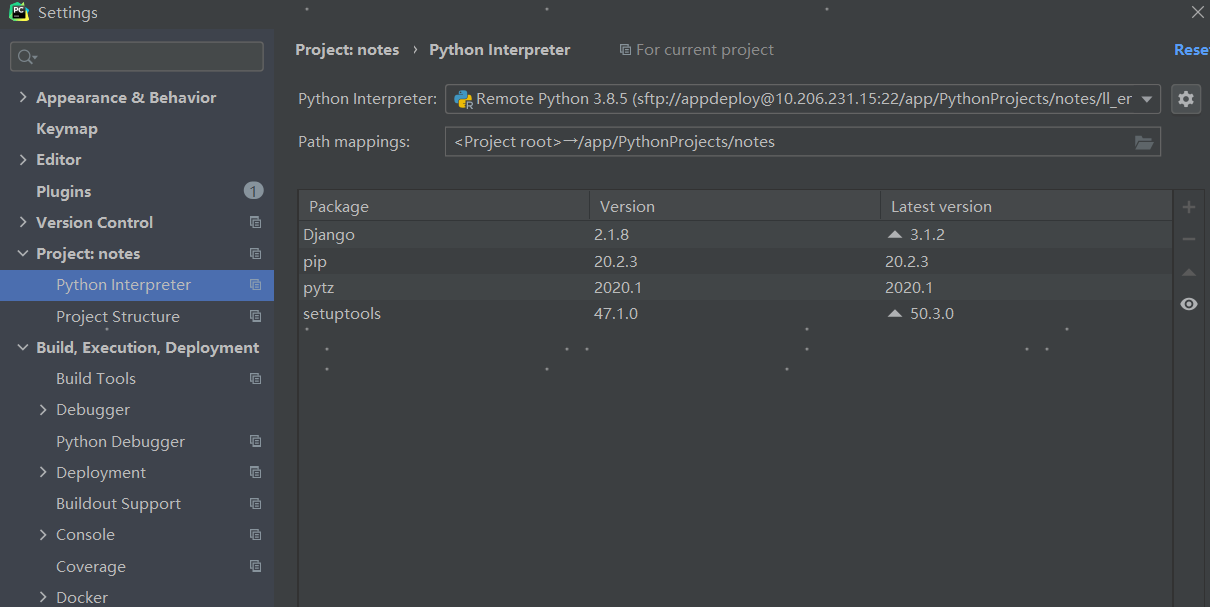 PC
Settings
Project: notes › Python Interpreter
For current project
Rese
Python Interpreter:
Remote Python 3.8.5 (sftp://appdeploy@10.206.231.15:22/app/PythonProjects/notes/ll_er
Path mappings:
<Project root>→/app/PythonProjects/notes
Appearance & Behavior
Keymap
Editor
Plugins
1
Version Control
Project: notes
Python Interpreter
Project Structure
Build, Execution, Deployment
Build Tools
Debugger
Python Debugger
Deployment
Buildout Support
Console
Coverage
Docker
Package Version Latest version
Django 2.1.8 3.1.2
pip 20.2.3 20.2.3
pytz 2020.1 2020.1
setuptools 47.1.0 50.3.0